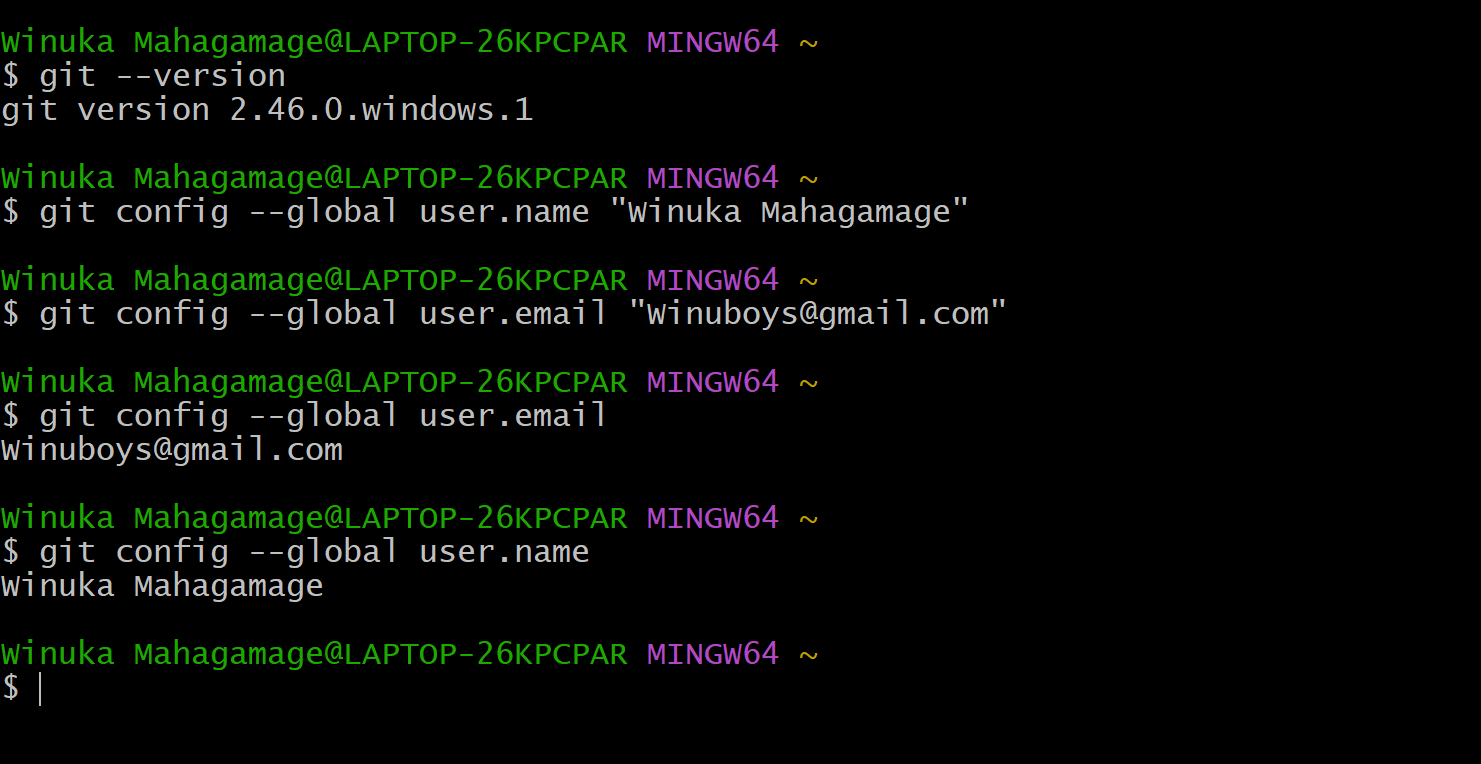 Winuka Mahagamage@LAPTOP-26KPCPAR MINGW64 ~
$ git --version
git version 2.46.0.windows.1
Winuka Mahagamage@LAPTOP-26KPCPAR MINGW64 ~
$ git config --global user.name "Winuka Mahagamage"
Winuka Mahagamage@LAPTOP-26KPCPAR MINGW64 ~
$ git config --global user.email "Winuboys@gmail.com"
Winuka Mahagamage@LAPTOP-26KPCPAR MINGW64 ~
$ git config --global user.email
Winuboys@gmail.com
Winuka Mahagamage@LAPTOP-26KPCPAR MINGW64 ~
$ git config --global user.name
Winuka Mahagamage
Winuka Mahagamage@LAPTOP-26KPCPAR MINGW64 ~
$